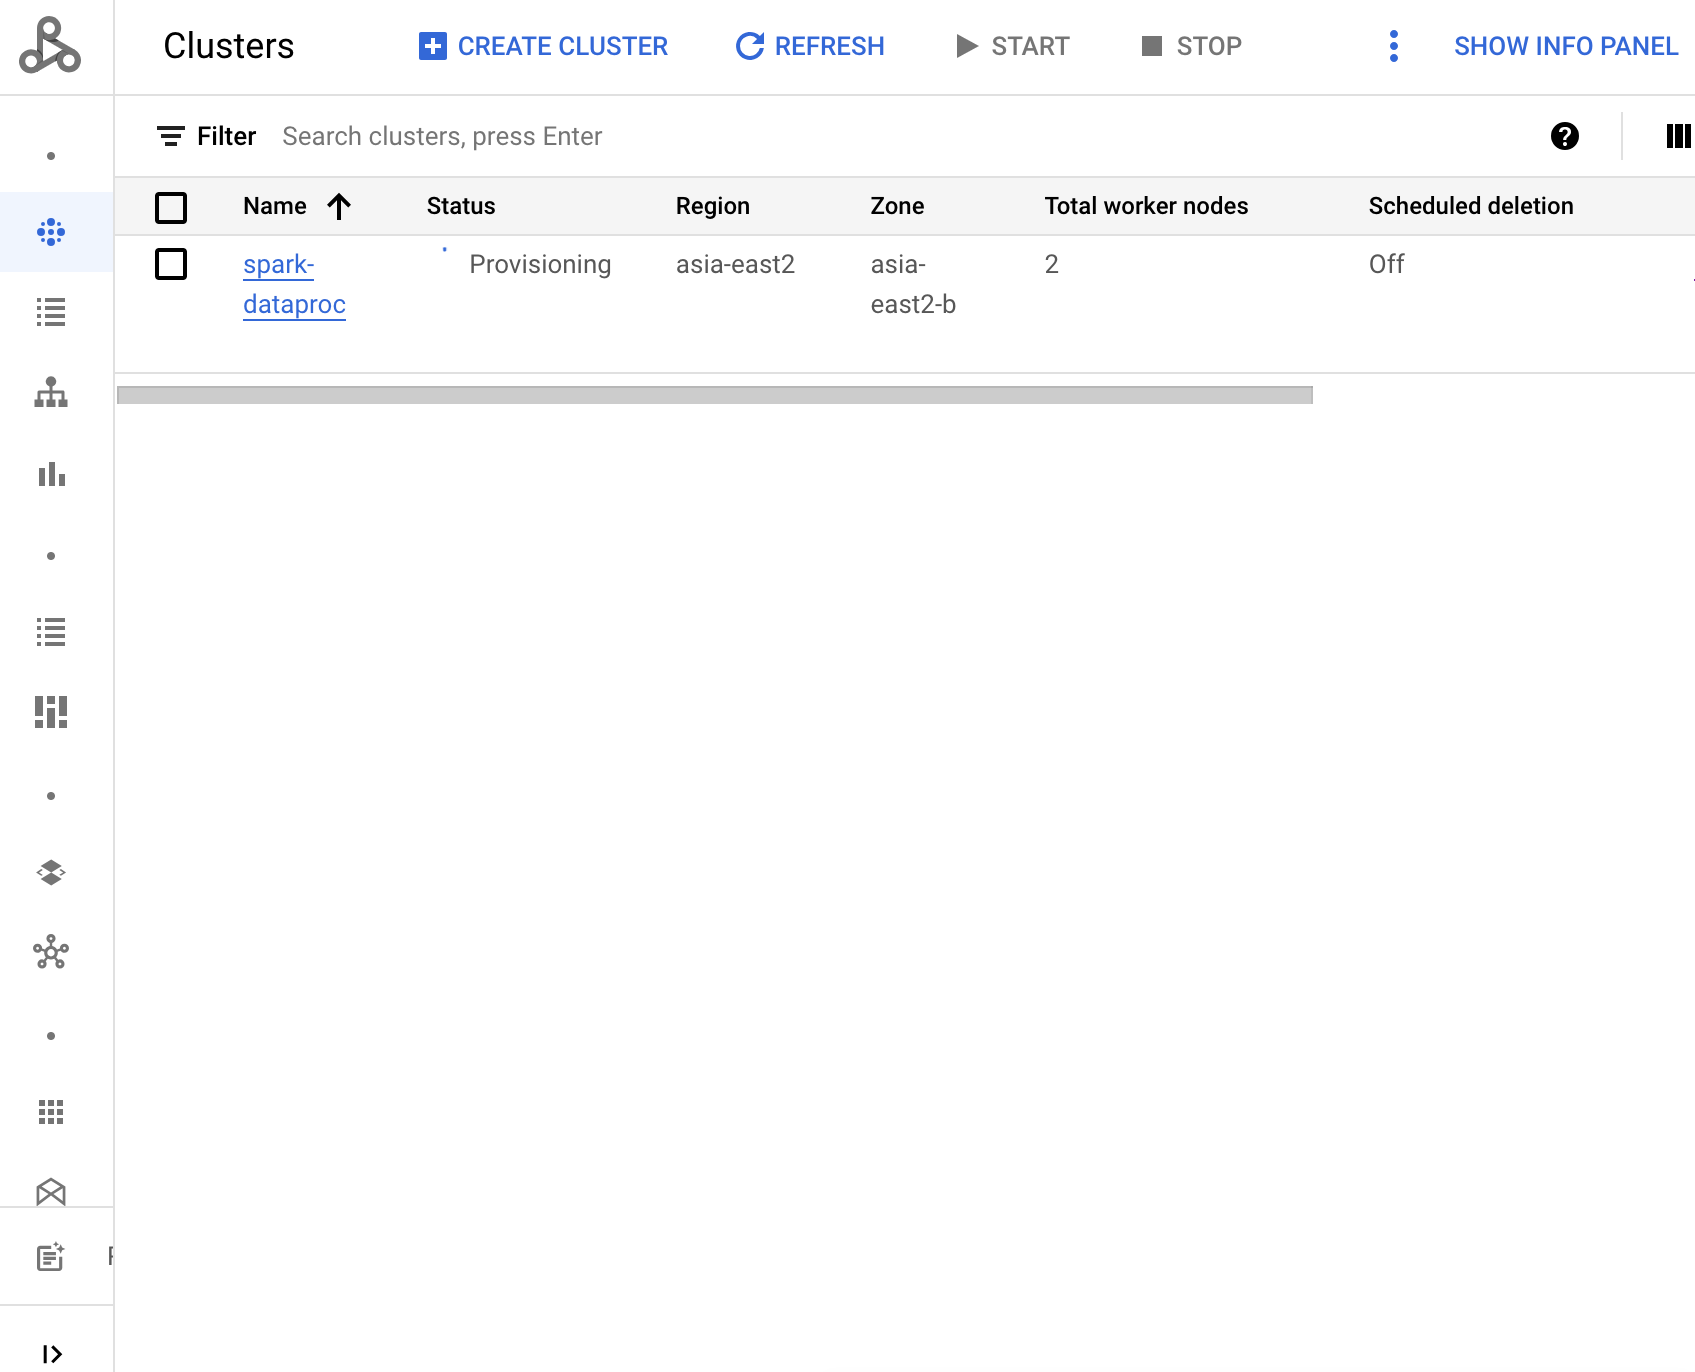 Clusters CREATE CLUSTER REFRESH START STOP SHOW INFO PANEL
Filter Search clusters, press Enter
Name Status Region Zone Total worker nodes Scheduled deletion
spark- Provisioning asia-east2 asia- 2 Off
dataproc east2-b